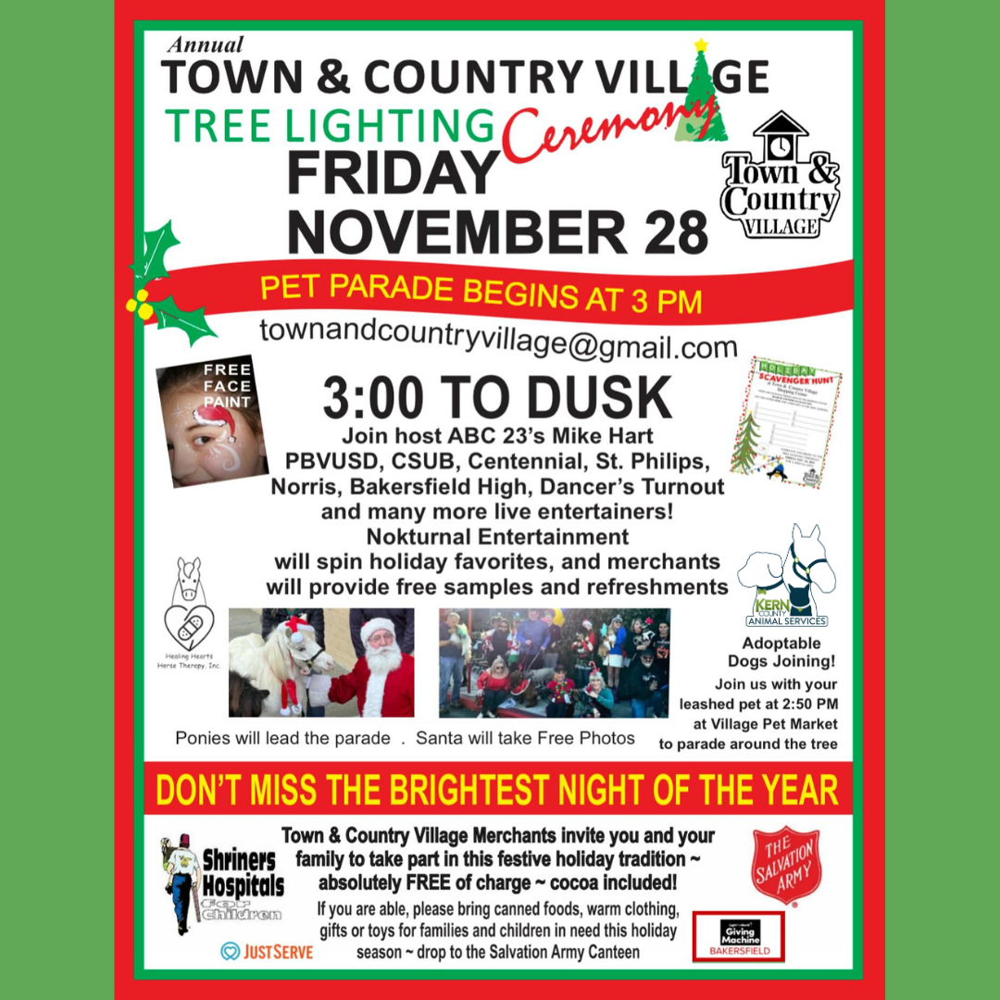 Annual
TOWN & COUNTRY VILLAGE
TREE LIGHTING Ceremony
FRIDAY
NOVEMBER 28
Town &
Country
VILLAGE
PET PARADE BEGINS AT 3 PM
townandcountryvillage@gmail.com
FREE
FACE
PAINT
3:00 TO DUSK
HOLIDAY
SCAVENGER HUNT
at Town & Country Village
Shopping Center
Join host ABC 23's Mike Hart
PBVUSD, CSUB, Centennial, St. Philips,
Norris, Bakersfield High, Dancer's Turnout
and many more live entertainers!
Nokturnal Entertainment
will spin holiday favorites, and merchants
will provide free samples and refreshments
Healing Hearts
Horse Therapy, Inc.
KERN
COUNTY
ANIMAL SERVICES
Adoptable
Dogs Joining!
Join us with your
leashed pet at 2:50 PM
at Village Pet Market
to parade around the tree
Ponies will lead the parade . Santa will take Free Photos
DON'T MISS THE BRIGHTEST NIGHT OF THE YEAR
Shriners
Hospitals
for
Children
JUSTSERVE
Town & Country Village Merchants invite you and your
family to take part in this festive holiday tradition ~
absolutely FREE of charge ~ cocoa included!
If you are able, please bring canned foods, warm clothing,
gifts or toys for families and children in need this holiday
season ~ drop to the Salvation Army Canteen
THE
SALVATION
ARMY
Giving
Machine
BAKERSFIELD